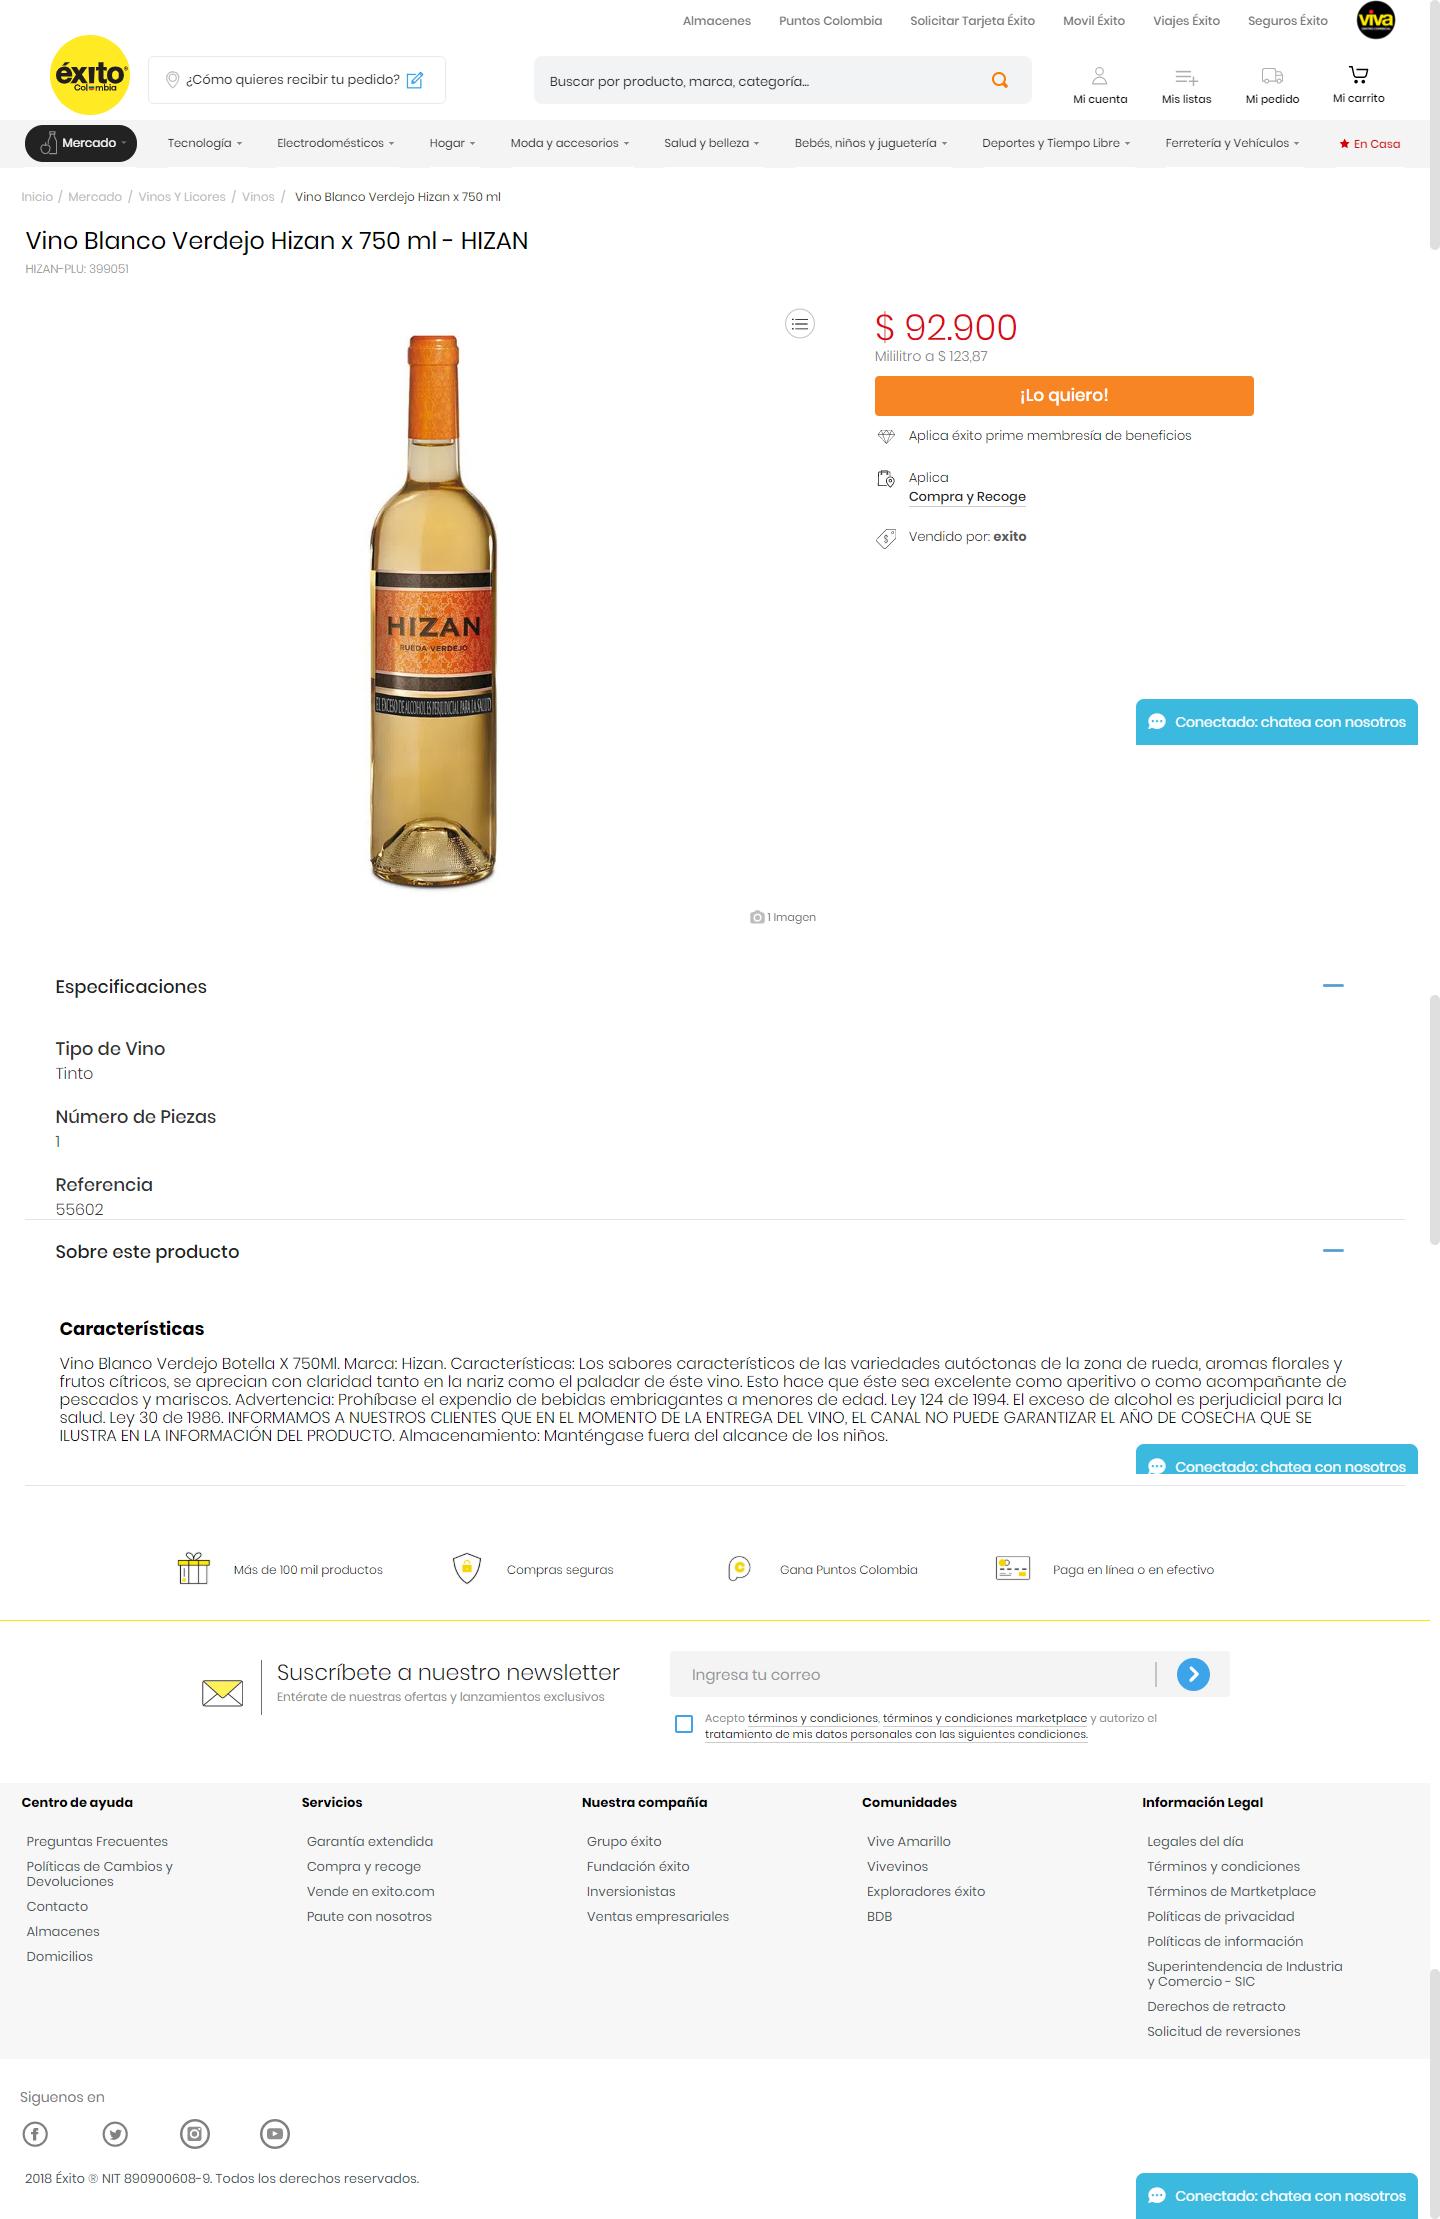 Almacenes Puntos Colombia Solicitar Tarjeta Éxito Movil Éxito Viajes Éxito Seguros Éxito viva
éxito
Colombia
¿Cómo quieres recibir tu pedido?
Buscar por producto, marca, categoría...
Mi cuenta Mis listas Mi pedido Mi carrito
Mercado Tecnología Electrodomésticos Hogar Moda y accesorios Salud y belleza Bebés, niños y juguetería Deportes y Tiempo Libre Ferretería y Vehículos En Casa
Inicio / Mercado / Vinos Y Licores / Vinos / Vino Blanco Verdejo Hizan x 750 ml
Vino Blanco Verdejo Hizan x 750 ml - HIZAN
HIZAN-PLU: 399051
$ 92.900
Mililitro a $ 123,87
¡Lo quiero!
Aplica éxito prime membresía de beneficios
Aplica
Compra y Recoge
Vendido por: exito
HIZAN
RUEDA VERDEJO
EL EXCESO DE ALCOHOL ES PERJUDICIAL PARA LA SALUD
Conectado: chatea con nosotros
1 Imagen
Especificaciones
Tipo de Vino
Tinto
Número de Piezas
1
Referencia
55602
Sobre este producto
Características
Vino Blanco Verdejo Botella X 750Ml. Marca: Hizan. Características: Los sabores característicos de las variedades autóctonas de la zona de rueda, aromas florales y
frutos cítricos, se aprecian con claridad tanto en la nariz como el paladar de éste vino. Esto hace que éste sea excelente como aperitivo o como acompañante de
pescados y mariscos. Advertencia: Prohíbase el expendio de bebidas embriagantes a menores de edad. Ley 124 de 1994. El exceso de alcohol es perjudicial para la
salud. Ley 30 de 1986. INFORMAMOS A NUESTROS CLIENTES QUE EN EL MOMENTO DE LA ENTREGA DEL VINO, EL CANAL NO PUEDE GARANTIZAR EL AÑO DE COSECHA QUE SE
ILUSTRA EN LA INFORMACIÓN DEL PRODUCTO. Almacenamiento: Manténgase fuera del alcance de los niños.
Conectado: chatea con nosotros
Más de 100 mil productos Compras seguras Gana Puntos Colombia Paga en línea o en efectivo
Suscríbete a nuestro newsletter
Entérate de nuestras ofertas y lanzamientos exclusivos
Ingresa tu correo
Acepto términos y condiciones, términos y condiciones marketplace y autorizo el
tratamiento de mis datos personales con las siguientes condiciones.
Centro de ayuda
Preguntas Frecuentes
Políticas de Cambios y
Devoluciones
Contacto
Almacenes
Domicilios
Servicios
Garantía extendida
Compra y recoge
Vende en exito.com
Paute con nosotros
Nuestra compañía
Grupo éxito
Fundación éxito
Inversionistas
Ventas empresariales
Comunidades
Vive Amarillo
Vivevinos
Exploradores éxito
BDB
Información Legal
Legales del día
Términos y condiciones
Términos de Martketplace
Políticas de privacidad
Políticas de información
Superintendencia de Industria
y Comercio - SIC
Derechos de retracto
Solicitud de reversiones
Siguenos en
2018 Éxito ® NIT 890900608-9. Todos los derechos reservados.
Conectado: chatea con nosotros